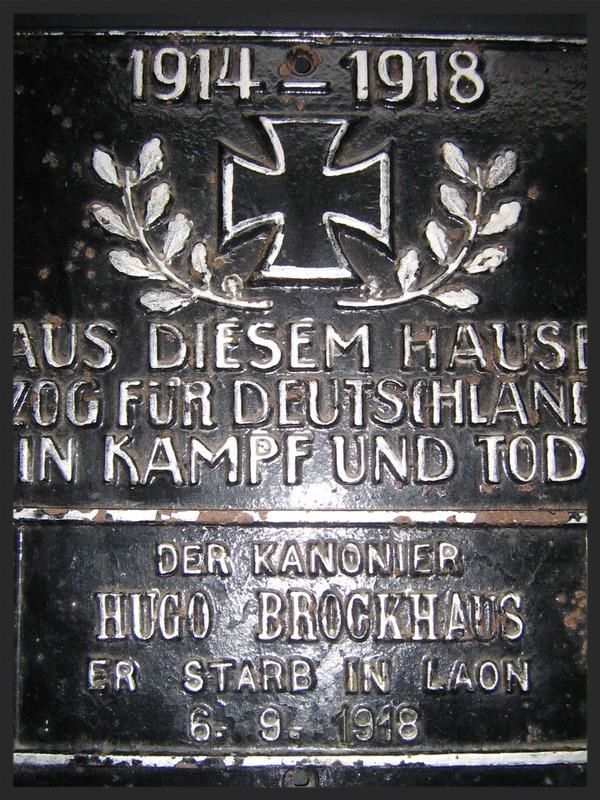 1914 – 1918
AUS DIESEM HAUSE
ZOG FÜR DEUTSCHLAND
IN KAMPF UND TOD
DER KANONIER
HUGO BROCKHAUS
ER STARB IN LAON
6. 9. 1918